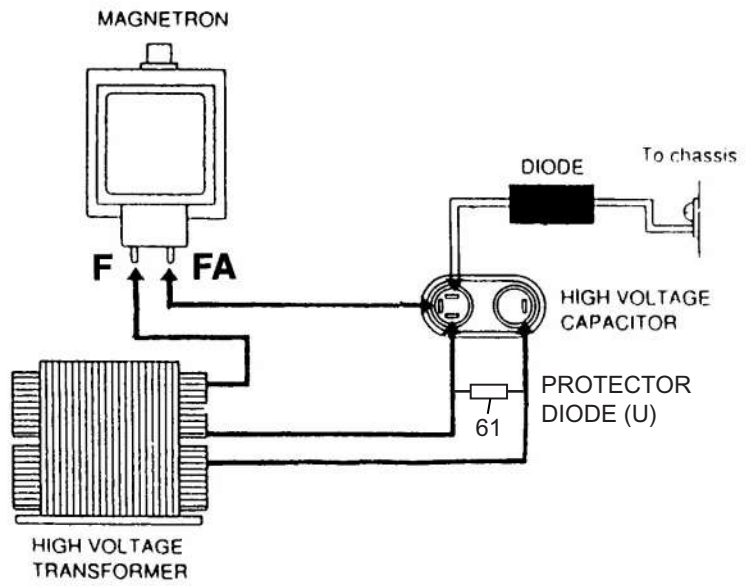 MAGNETRON
DIODE
To chassis
F
FA
HIGH VOLTAGE
CAPACITOR
PROTECTOR
DIODE (U)
61
HIGH VOLTAGE
TRANSFORMER